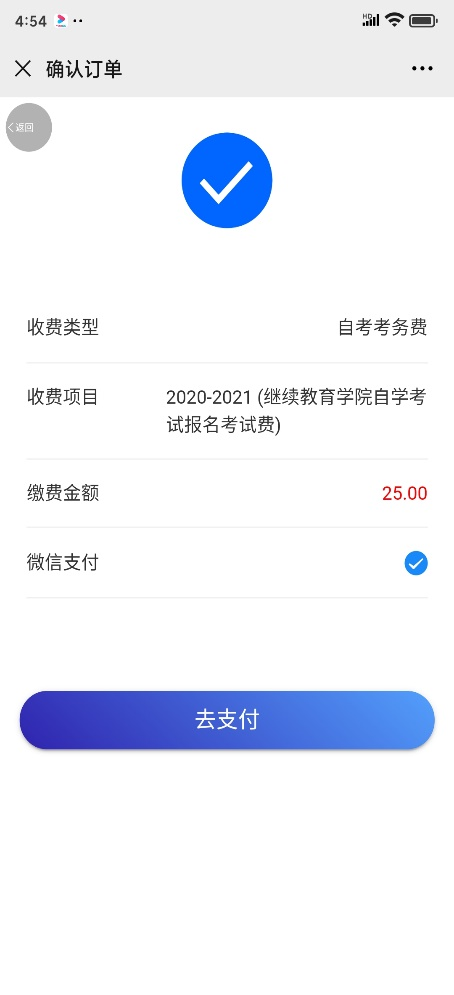 4:54
HD
确认订单
返回
收费类型
自考考务费
收费项目
2020-2021 (继续教育学院自学考
试报名考试费)
缴费金额
25.00
微信支付
去支付